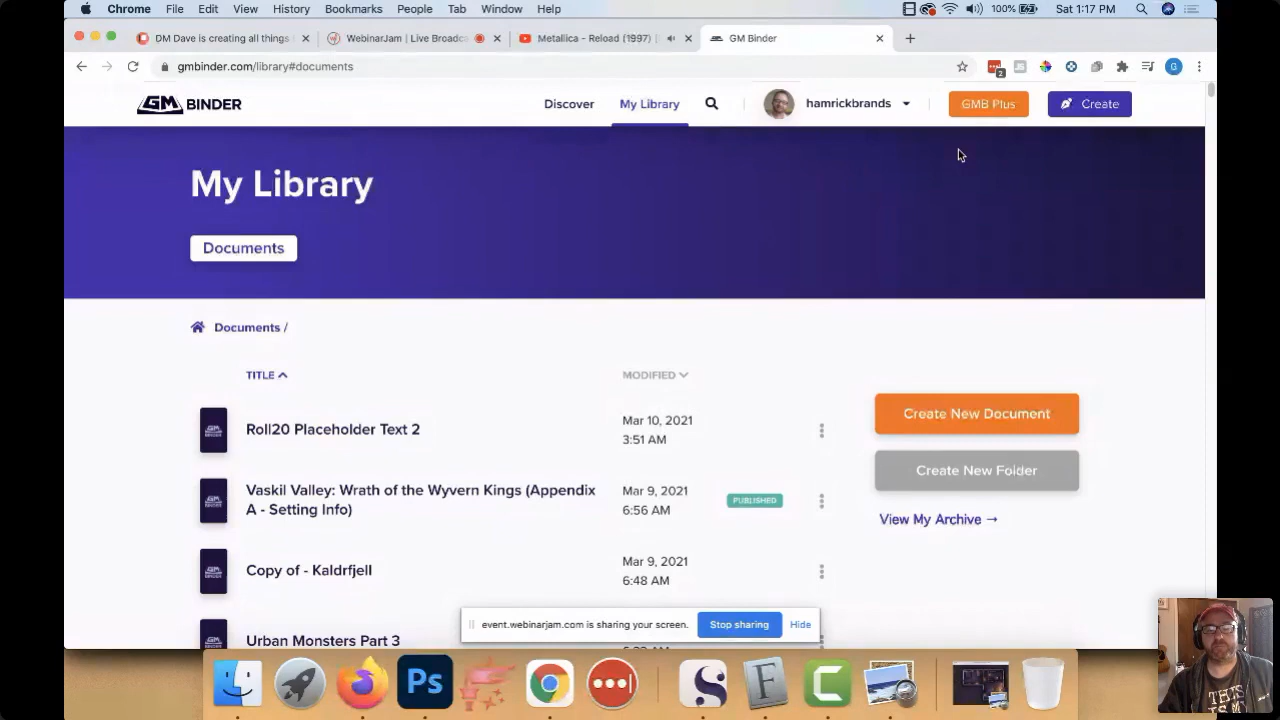 Chrome File Edit View History Bookmarks People Tab Window Help 100% Sat 1:17 PM
DM Dave is creating all things WebinarJam | Live Broadca Metallica - Reload (1997) [ GM Binder
gmbinder.com/library#documents 2 G
GM BINDER Discover My Library hamrickbrands GMB Plus Create
My Library
Documents
Documents /
TITLE MODIFIED
Roll20 Placeholder Text 2
Mar 10, 2021
3:51 AM
Create New Document
Create New Folder
View My Archive →
Vaskil Valley: Wrath of the Wyvern Kings (Appendix
A - Setting Info)
Mar 9, 2021
6:56 AM
PUBLISHED
Copy of - Kaldrfjell
Mar 9, 2021
6:48 AM
Urban Monsters Part 3
event.webinarjam.com is sharing your screen. Stop sharing Hide
Ps
THIS
IS M